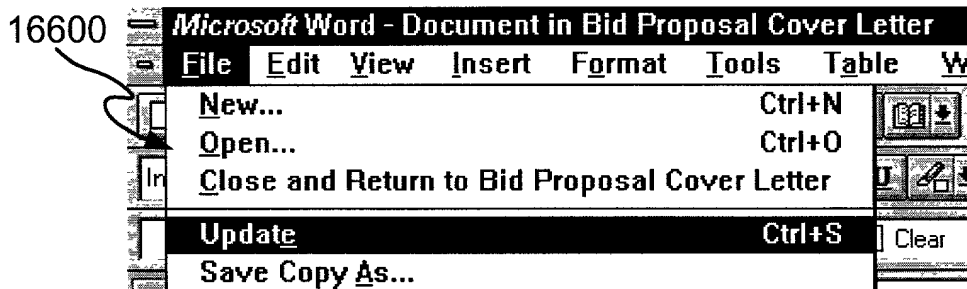 16600
Microsoft Word - Document in Bid Proposal Cover Letter
File Edit View Insert Format Tools Table W
New... Ctrl+N
Open... Ctrl+O
In
Close and Return to Bid Proposal Cover Letter U
Update Ctrl+S Clear
Save Copy As...